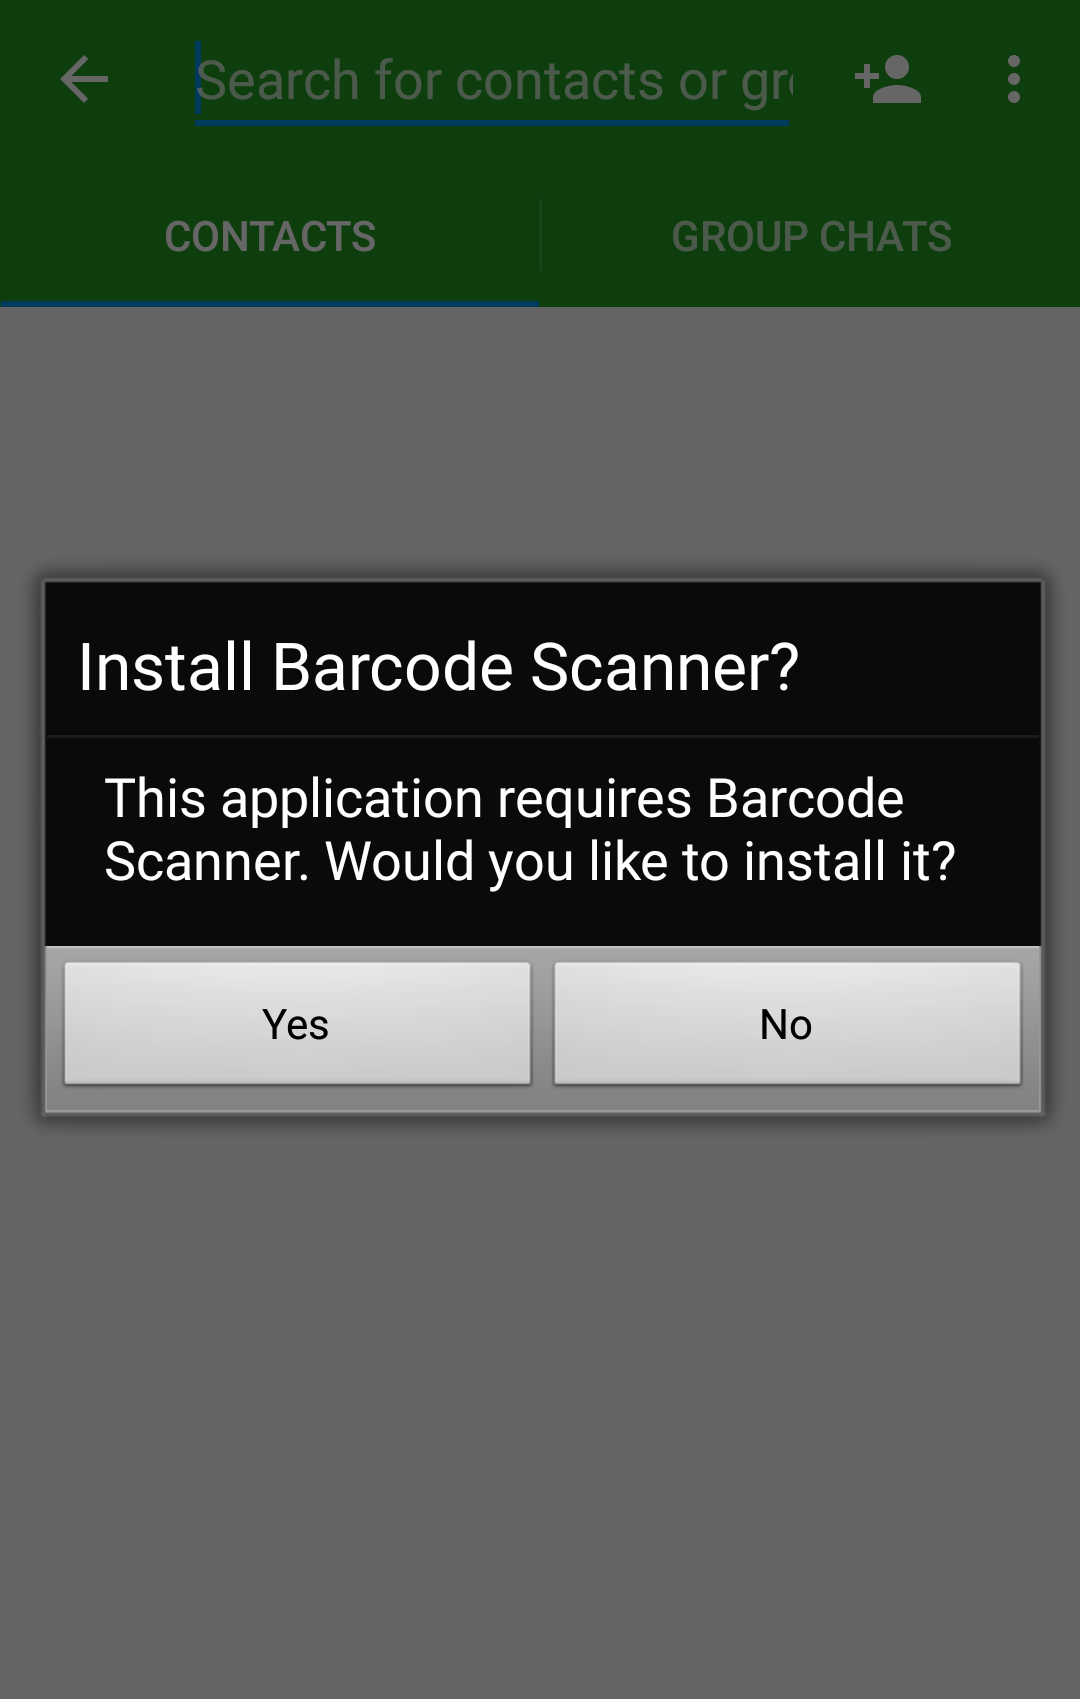 Search for contacts or gr
CONTACTS
GROUP CHATS
Install Barcode Scanner?
This application requires Barcode
Scanner. Would you like to install it?
Yes
No